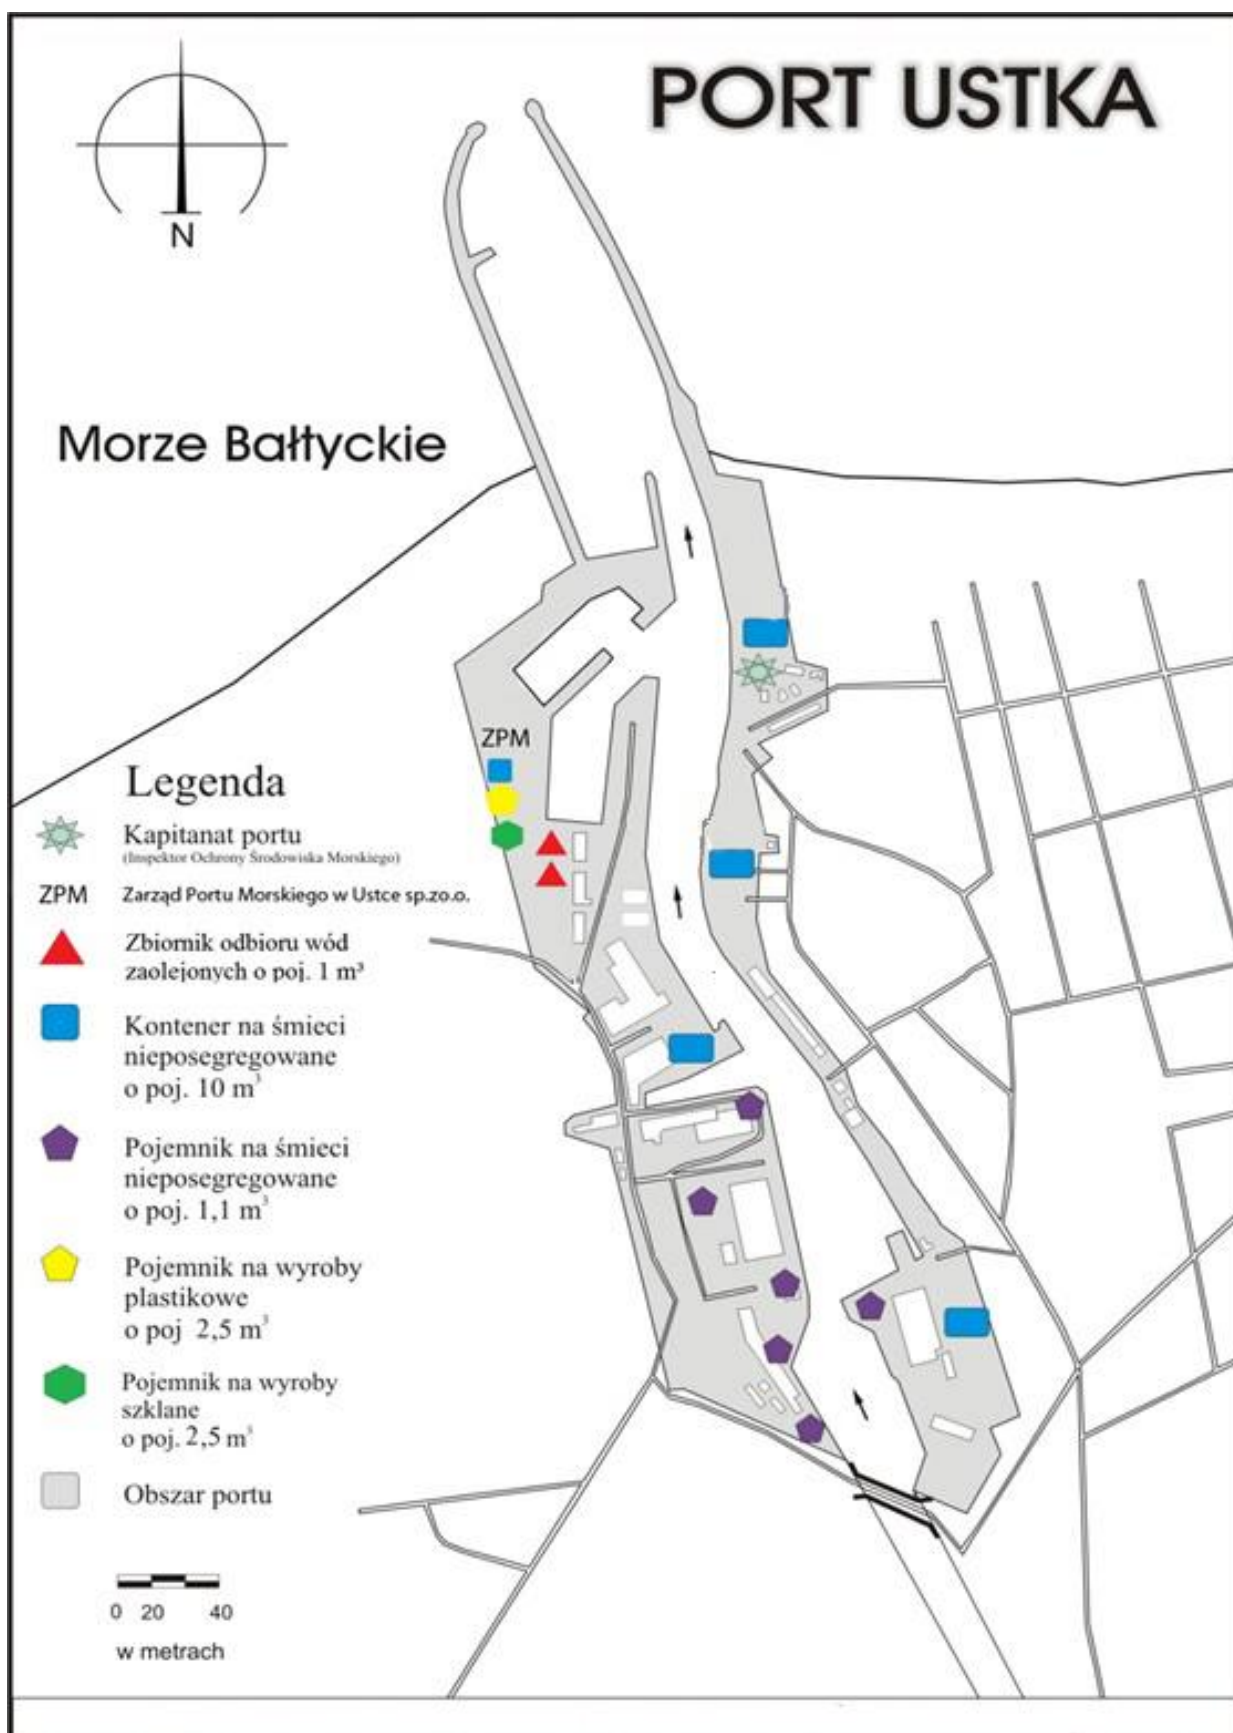 PORT USTKA
N
Morze Bałtyckie
ZPM
Legenda
Kapitanat portu
(Inspektor Ochrony Środowiska Morskiego)
ZPM Zarząd Portu Morskiego w Ustce sp.zo.o.
Zbiornik odbioru wód
zaolejonych o poj. 1 m³
Kontener na śmieci
nieposegregowane
o poj. 10 m³
Pojemnik na śmieci
nieposegregowane
o poj. 1,1 m³
Pojemnik na wyroby
plastikowe
o poj 2,5 m³
Pojemnik na wyroby
szklane
o poj. 2,5 m³
Obszar portu
0 20 40
w metrach